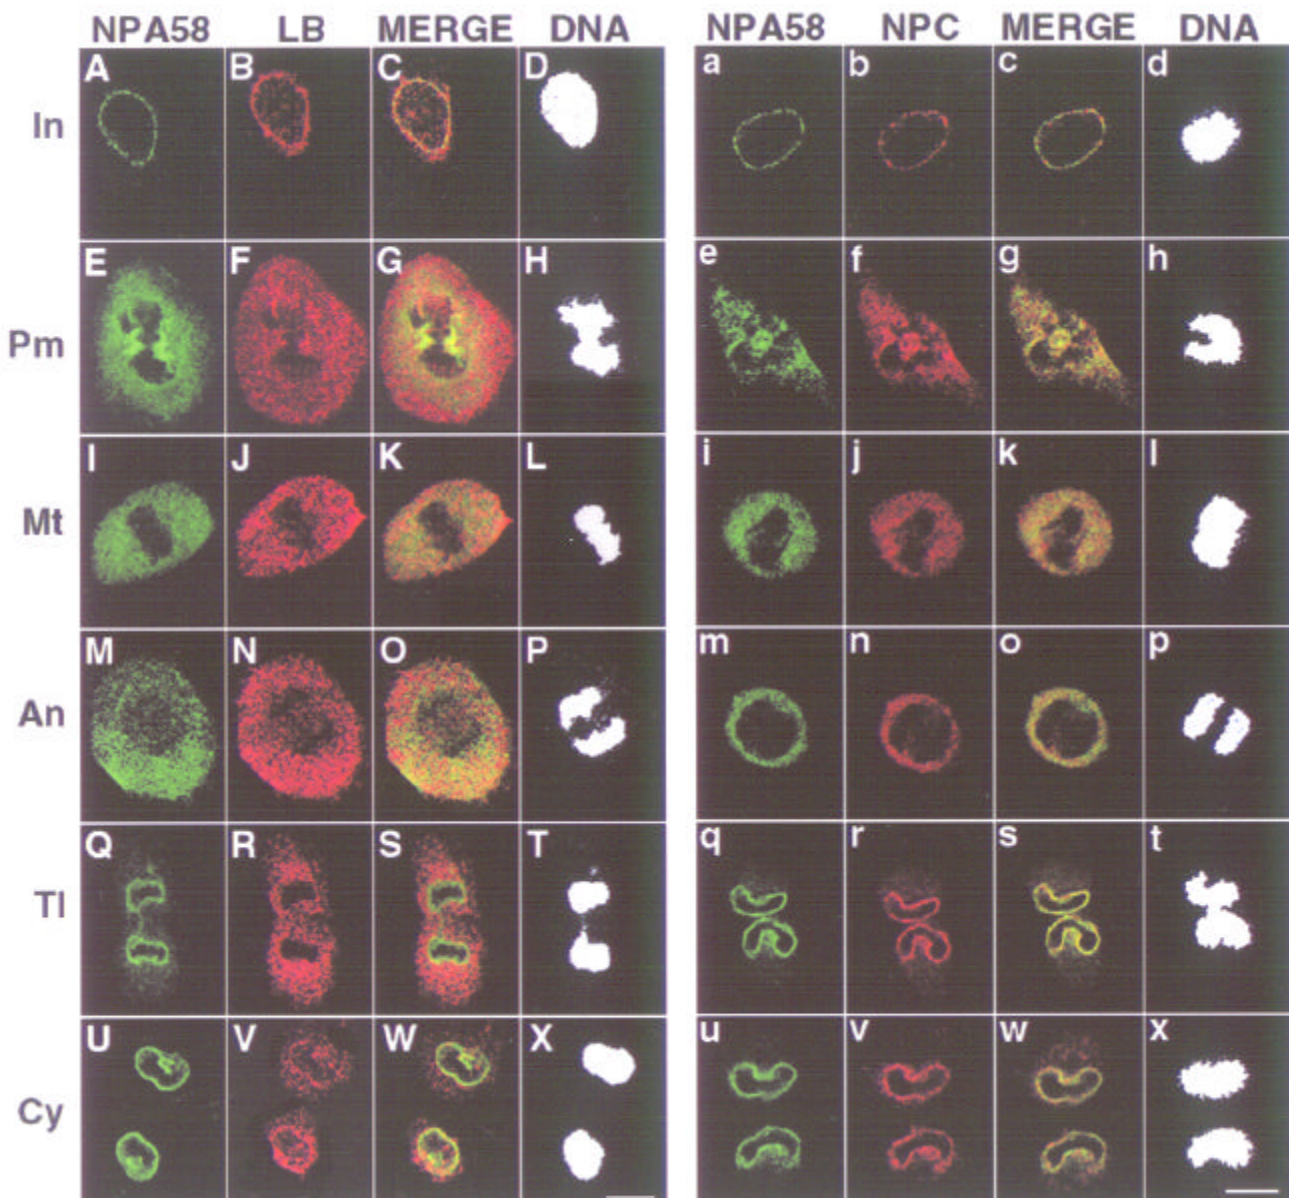 NPA58 LB MERGE DNA NPA58 NPC MERGE DNA
In A B C D a b c d
Pm E F G H e f g h
Mt I J K L i j k l
An M N O P m n o p
Tl Q R S T q r s t
Cy U V W X u v w x